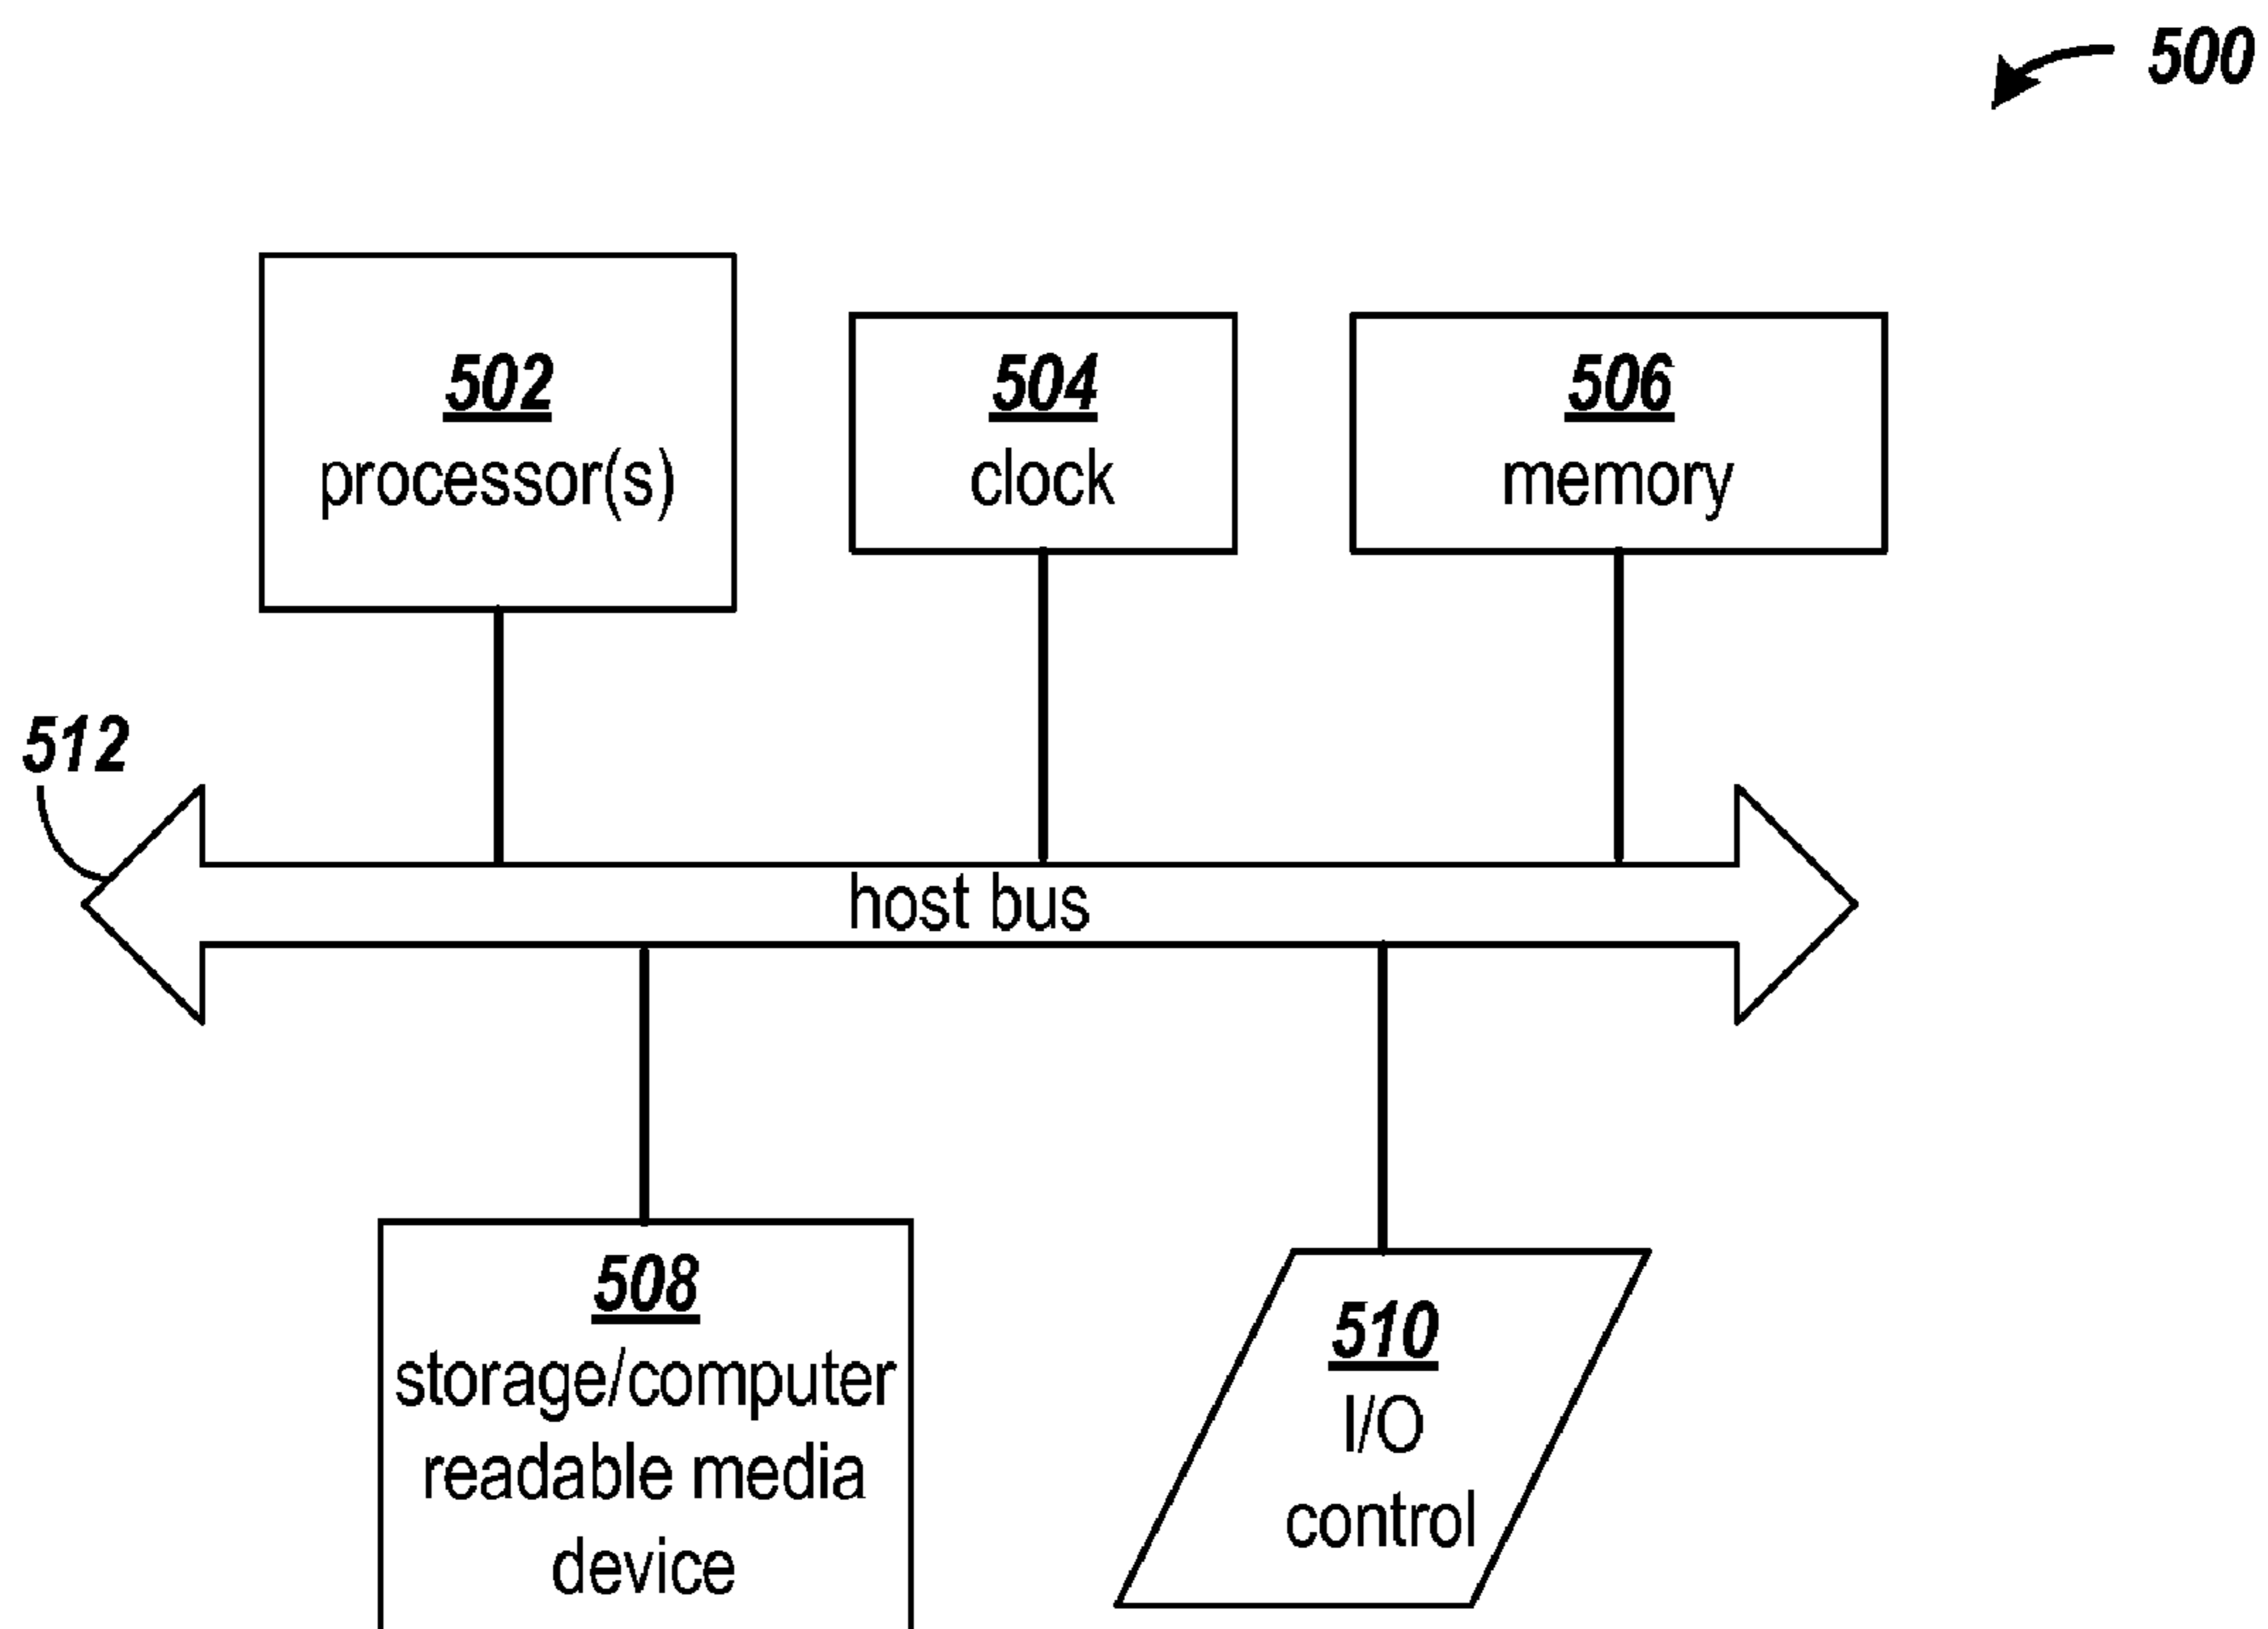 500
502
processor(s)
504
clock
506
memory
512
host bus
508
storage/computer
readable media
device
510
I/O
control